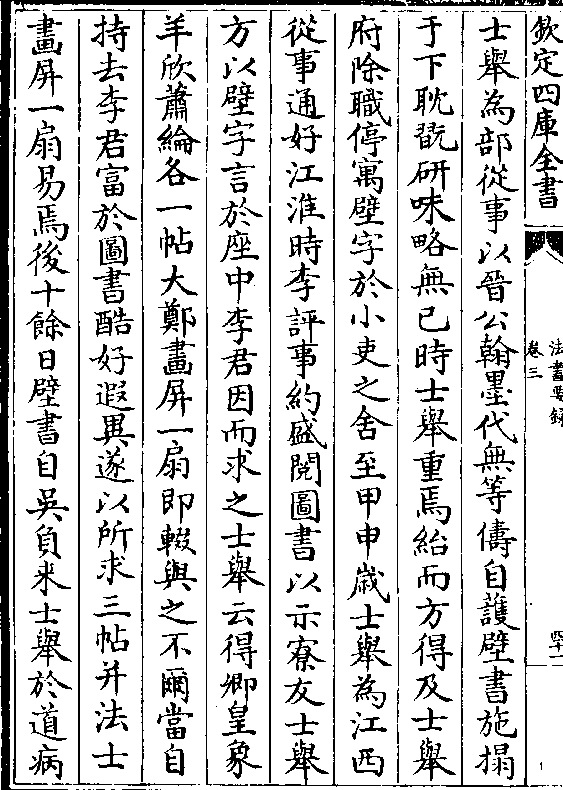 欽定四庫全書
法書要録
卷三
四十一
士舉為部從事以晉公翰墨代無等儔自護壁書施搨
于下耽翫研味略無已時士舉重焉紿而方得及士舉
府除職停寓壁字於小吏之舍至甲申歲士舉為江西
從事通好江淮時李評事約盛閱圖書以示寮友士舉
方以壁字言於座中李君因而求之士舉云得卿皇象
羊欣蕭綸各一帖大鄭畫屏一扇即輟與之不爾當自
持去李君富於圖書酷好遐異遂以所求三帖并法士
畫屏一扇易焉後十餘日壁書自吳負来士舉於道病